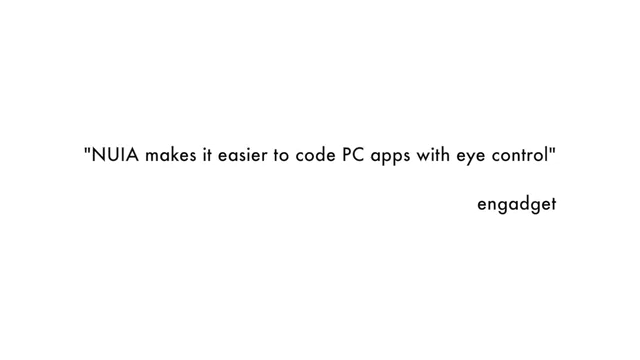 "NUIA makes it easier to code PC apps with eye control"
engadget